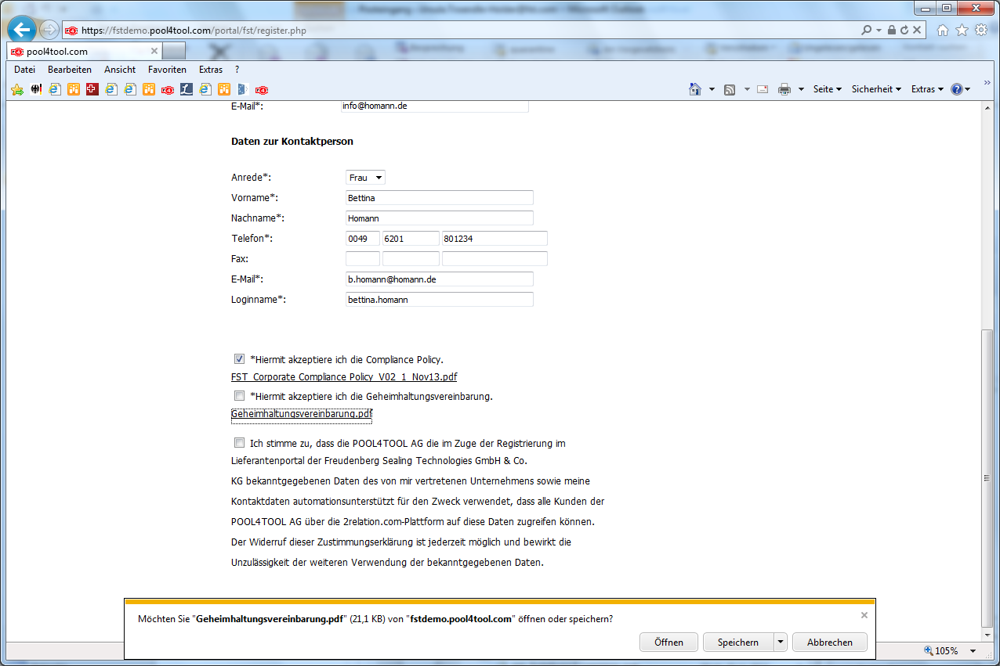 https://fstdemo.pool4tool.com/portal/fst/register.php
pool4tool.com
Datei Bearbeiten Ansicht Favoriten Extras ?
Seite Sicherheit Extras
E-Mail*: info@homann.de
Daten zur Kontaktperson
Anrede*: Frau
Vorname*: Bettina
Nachname*: Homann
Telefon*: 0049 6201 801234
Fax:
E-Mail*: b.homann@homann.de
Loginname*: bettina.homann
*Hiermit akzeptiere ich die Compliance Policy.
FST_Corporate Compliance Policy_V02_1_Nov13.pdf
*Hiermit akzeptiere ich die Geheimhaltungsvereinbarung.
Geheimhaltungsvereinbarung.pdf
Ich stimme zu, dass die POOL4TOOL AG die im Zuge der Registrierung im
Lieferantenportal der Freudenberg Sealing Technologies GmbH & Co.
KG bekanntgegebenen Daten des von mir vertretenen Unternehmens sowie meine
Kontaktdaten automationsunterstützt für den Zweck verwendet, dass alle Kunden der
POOL4TOOL AG über die 2relation.com-Plattform auf diese Daten zugreifen können.
Der Widerruf dieser Zustimmungserklärung ist jederzeit möglich und bewirkt die
Unzulässigkeit der weiteren Verwendung der bekanntgegebenen Daten.
Möchten Sie "Geheimhaltungsvereinbarung.pdf" (21,1 KB) von "fstdemo.pool4tool.com" öffnen oder speichern?
Öffnen Speichern Abbrechen
105%